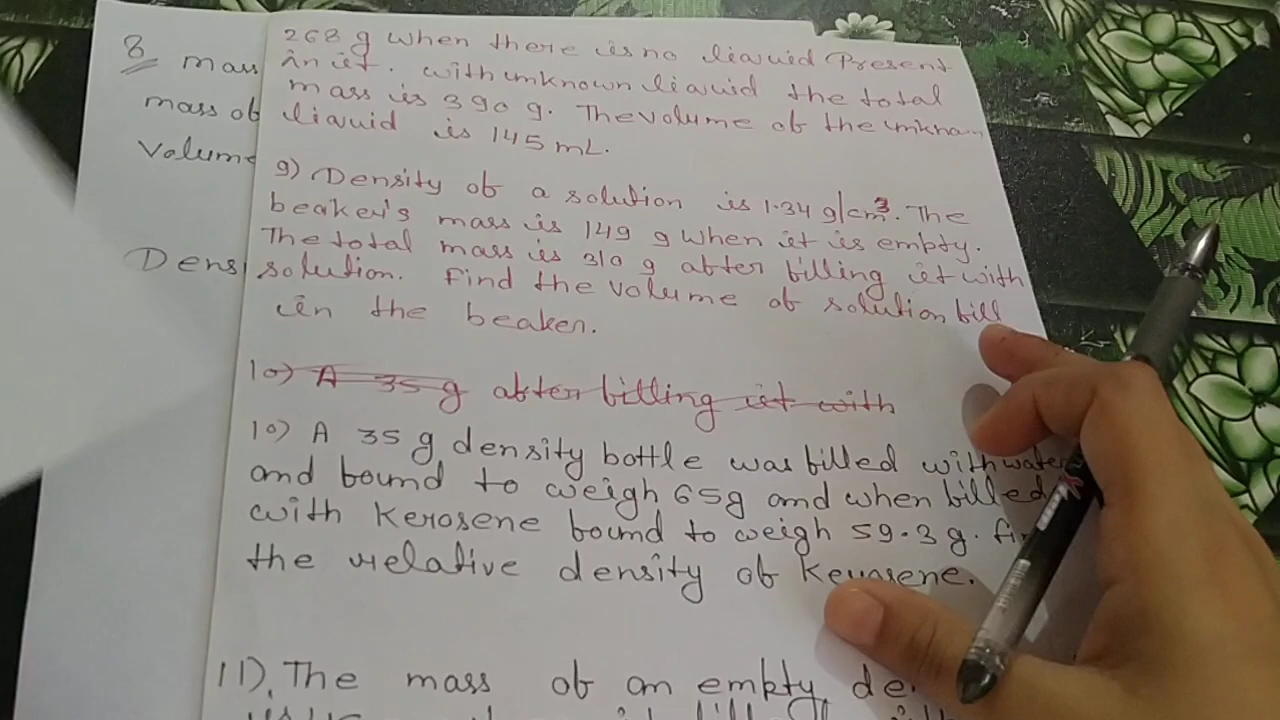 8 mass
mass of
Volume
Dens
268 g when there is no liquid Present
in it. with unknown liquid the total
mass is 390 g. The volume of the unknown
liquid is 145 mL.
9) Density of a solution is 1.34 g/cm³. The
beaker's mass is 149 g when it is empty.
The total mass is 310 g after filling it with
solution. Find the volume of solution fill
in the beaker.
10) A 35 g after filling it with
10) A 35 g density bottle was filled with water
and found to weigh 65g and when filled
with Kerosene found to weigh 59.3 g.
the relative density of Kerosene.
11). The mass of an empty